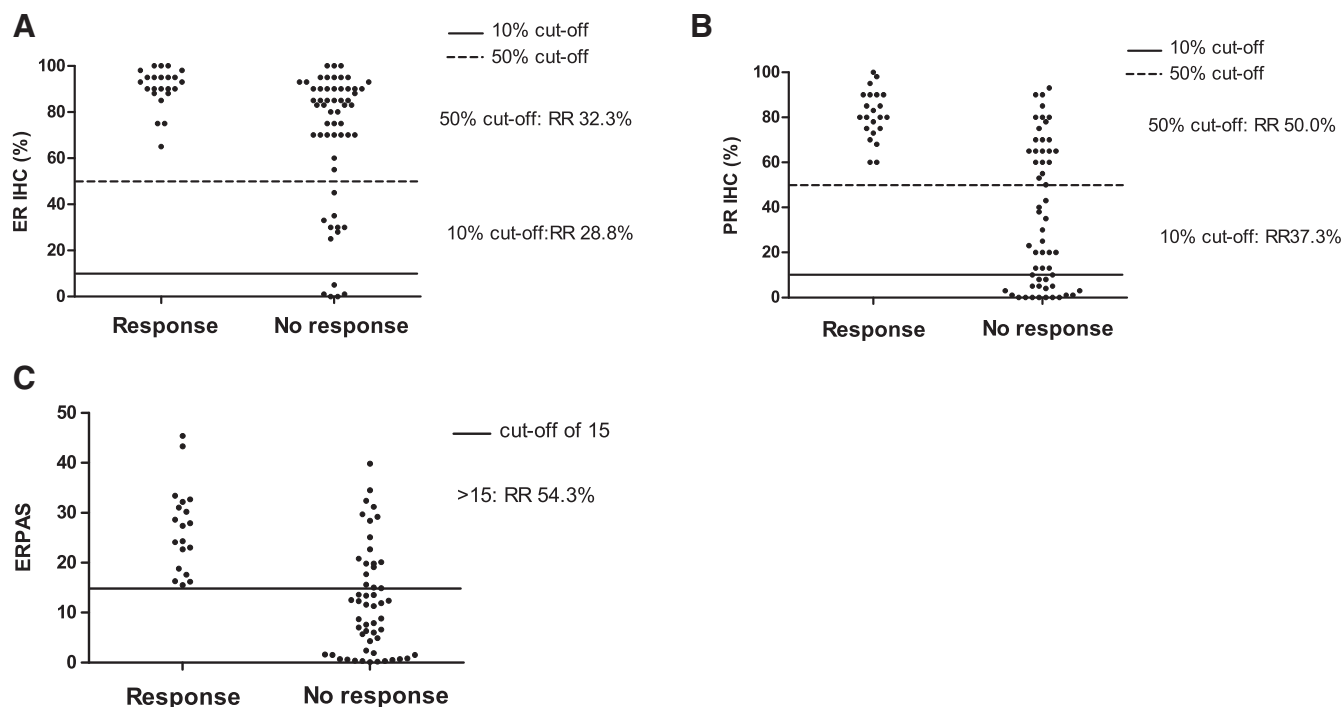 A
10% cut-off
50% cut-off
ER IHC (%)
100
80
60
40
20
0
50% cut-off: RR 32.3%
10% cut-off:RR 28.8%
Response
No response
B
10% cut-off
50% cut-off
PR IHC (%)
100
80
60
40
20
0
50% cut-off: RR 50.0%
10% cut-off: RR37.3%
Response
No response
C
ERPAS
50
40
30
20
10
0
cut-off of 15
>15: RR 54.3%
Response
No response